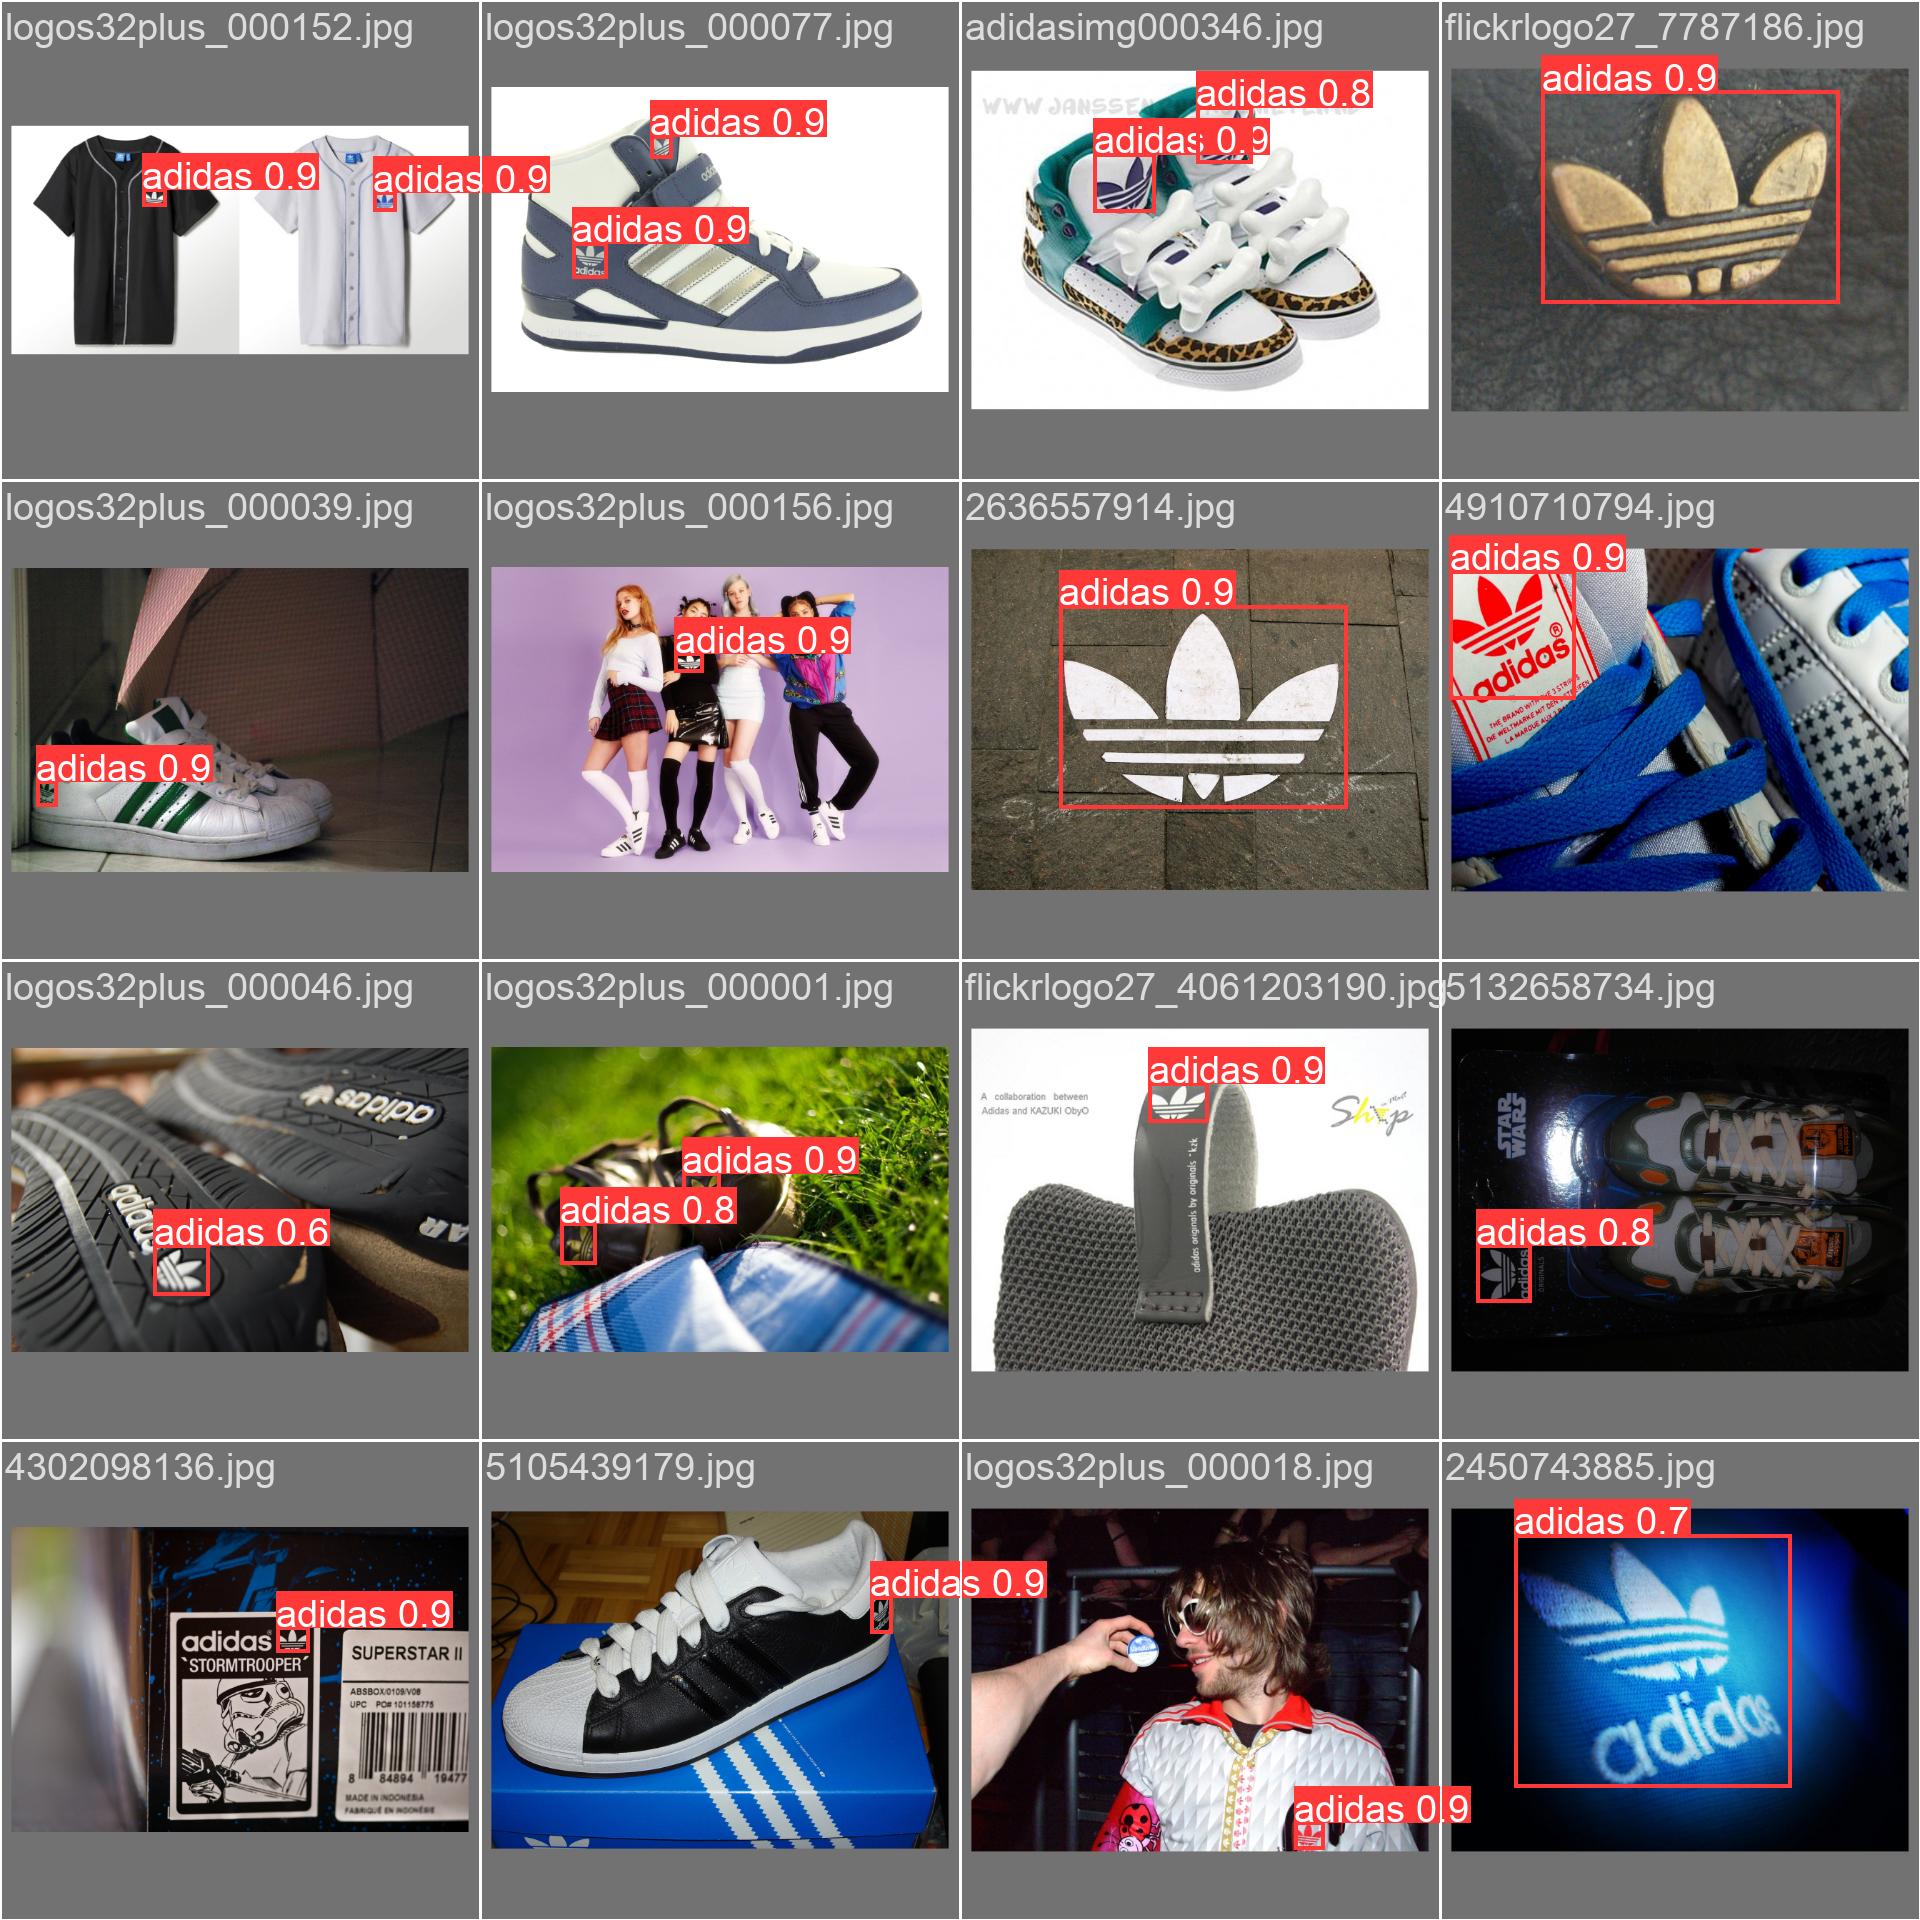 logos32plus_000152.jpg
logos32plus_000077.jpg
adidasimg000346.jpg
flickrlogo27_7787186.jpg
adidas 0.9
adidas 0.9
adidas 0.9
adidas
adidas 0.9
adidas
WWW.JANSSEN
adidas 0.8
adidas 0.9
adidas 0.9
logos32plus_000039.jpg
logos32plus_000156.jpg
2636557914.jpg
4910710794.jpg
adidas 0.9
adidas 0.9
adidas 0.9
adidas 0.9
adidas®
THE BRAND WITH THE 3 STRIPES
DIE WELTMARKE MIT DEN
LA MARQUE AUX
logos32plus_000046.jpg
logos32plus_000001.jpg
flickrlogo27_4061203190.jpg
5132658734.jpg
adidas
adidas
AR
adidas 0.6
adidas 0.9
adidas 0.8
adidas 0.9
A collaboration between
Adidas and KAZUKI ObyO
Shop
adidas originals by originals kzk
STAR
WARS
adidas 0.8
adidas
ORIGINALS
4302098136.jpg
5105439179.jpg
logos32plus_000018.jpg
2450743885.jpg
adidas 0.9
adidas
'STORMTROOPER'
SUPERSTAR II
ABSBOX/0109/V08
UPC PO# 101158775
8 84894 19477
MADE IN INDONESIA
FABRIQUÉ EN INDONÉSIE
adidas 0.9
adidas 0.9
adidas 0.7
adidas